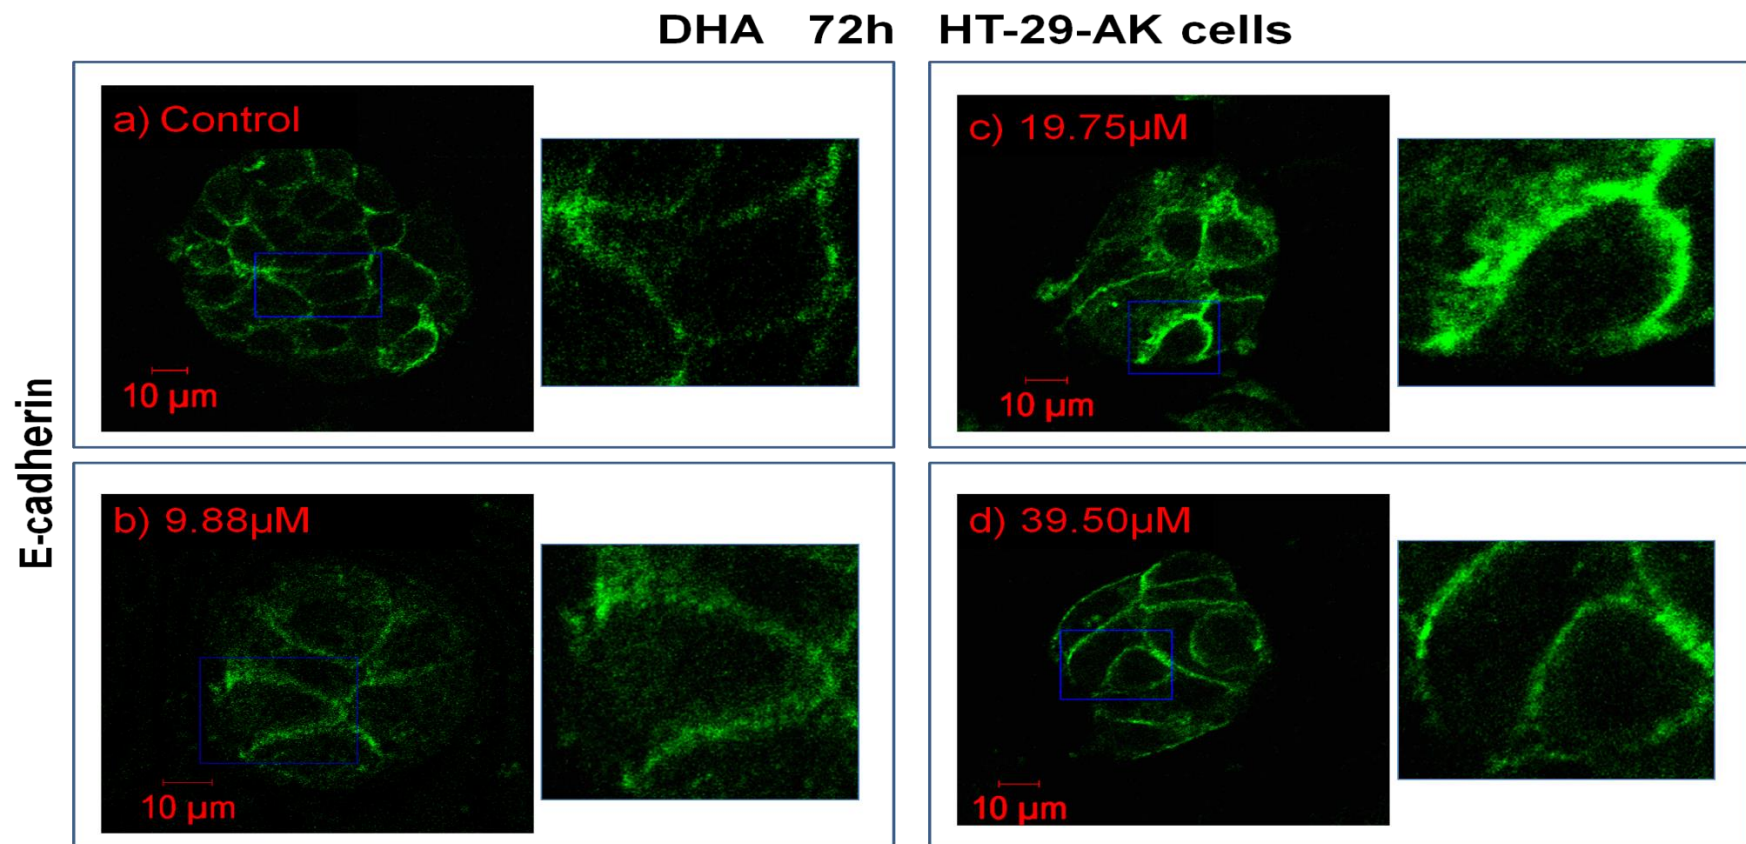 DHA 72h HT-29-AK cells
E-cadherin
a) Control
10 µm
c) 19.75µM
10 µm
b) 9.88µM
10 µm
d) 39.50µM
10 µm